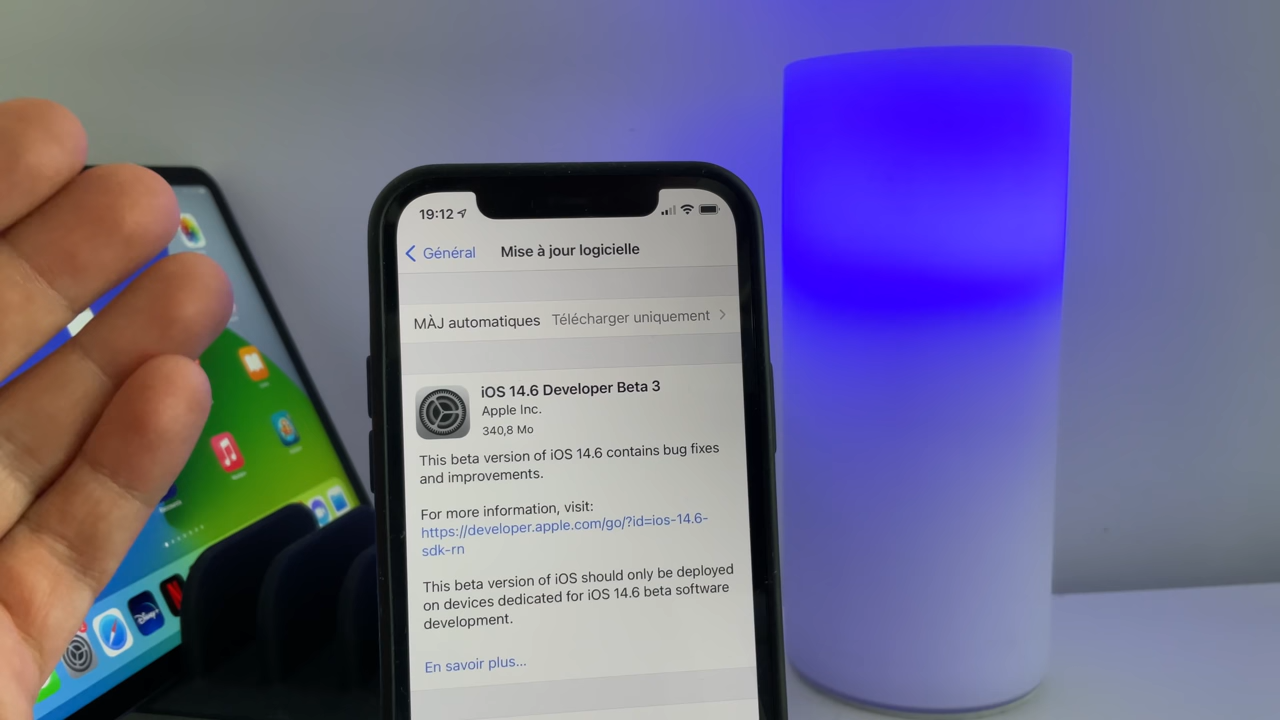 19:12
Général
Mise à jour logicielle
MÀJ automatiques Télécharger uniquement
iOS 14.6 Developer Beta 3
Apple Inc.
340,8 Mo
This beta version of iOS 14.6 contains bug fixes
and improvements.
For more information, visit:
https://developer.apple.com/go/?id=ios-14.6-
sdk-rn
This beta version of iOS should only be deployed
on devices dedicated for iOS 14.6 beta software
development.
En savoir plus...
Disney+